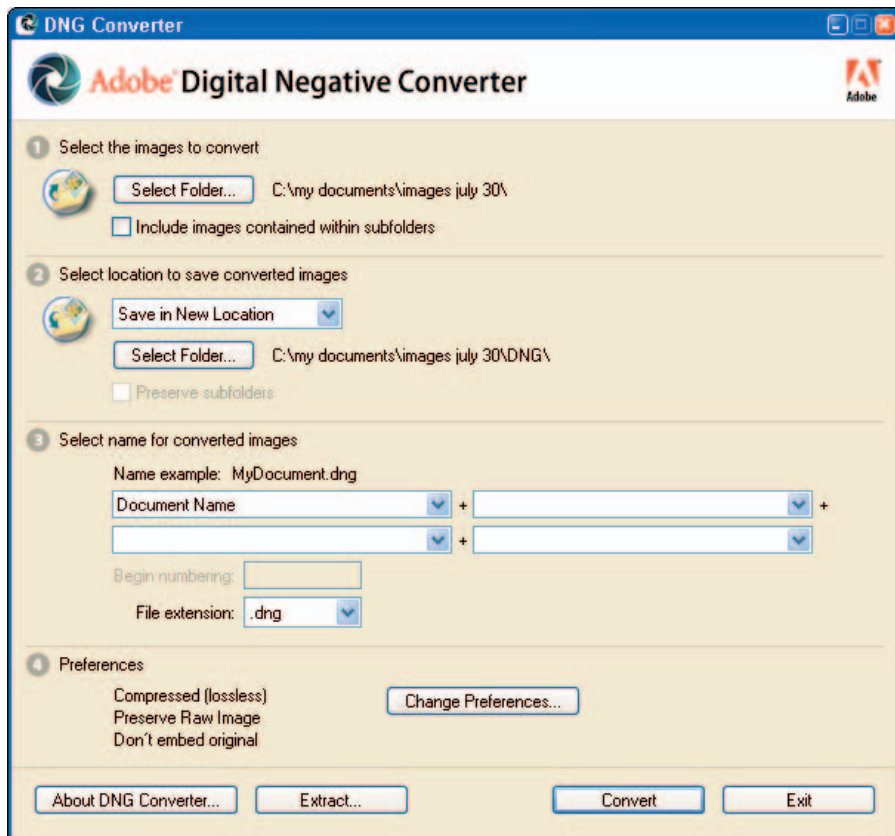 DNG Converter
Adobe® Digital Negative Converter
Adobe
1 Select the images to convert
Select Folder... C:\my documents\images july 30\
Include images contained within subfolders
2 Select location to save converted images
Save in New Location
Select Folder... C:\my documents\images july 30\DNG\
Preserve subfolders
3 Select name for converted images
Name example: MyDocument.dng
Document Name + +
+
Begin numbering:
File extension: .dng
4 Preferences
Compressed (lossless)
Change Preferences...
Preserve Raw Image
Don´t embed original
About DNG Converter... Extract... Convert Exit